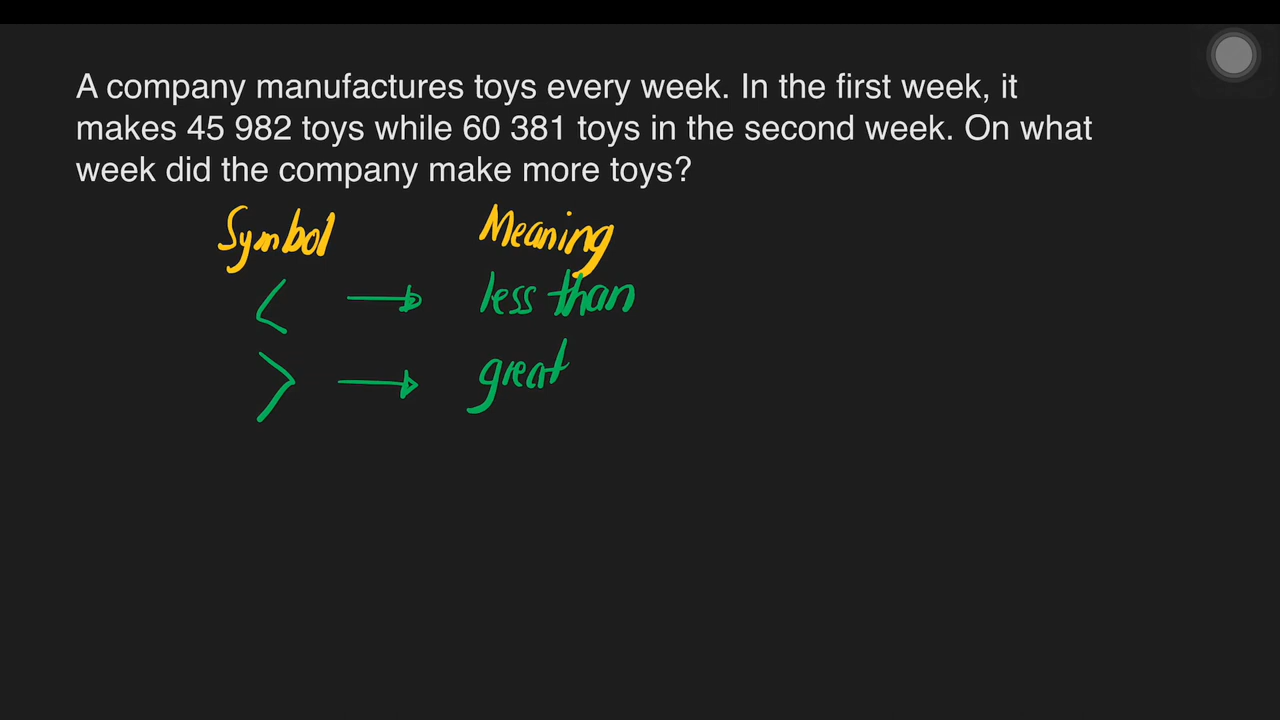 A company manufactures toys every week. In the first week, it
makes 45 982 toys while 60 381 toys in the second week. On what
week did the company make more toys?
Symbol Meaning
< → less than
> → great